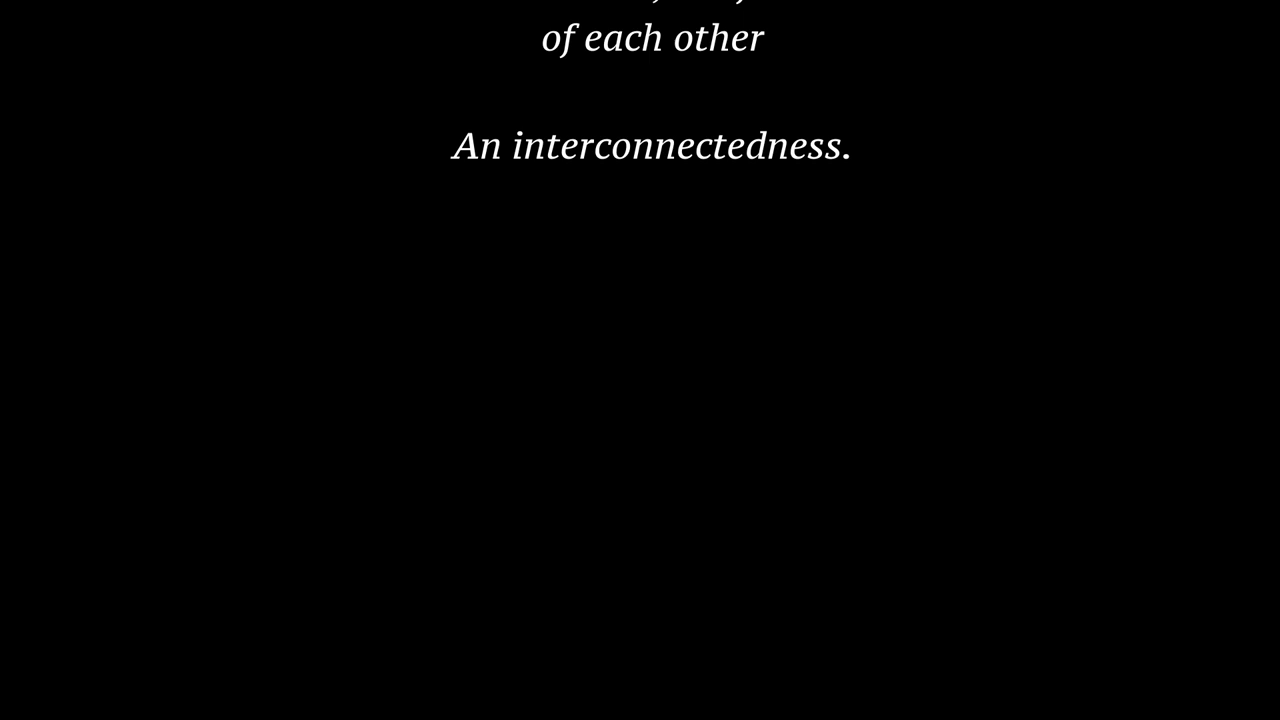 of each other
An interconnectedness.